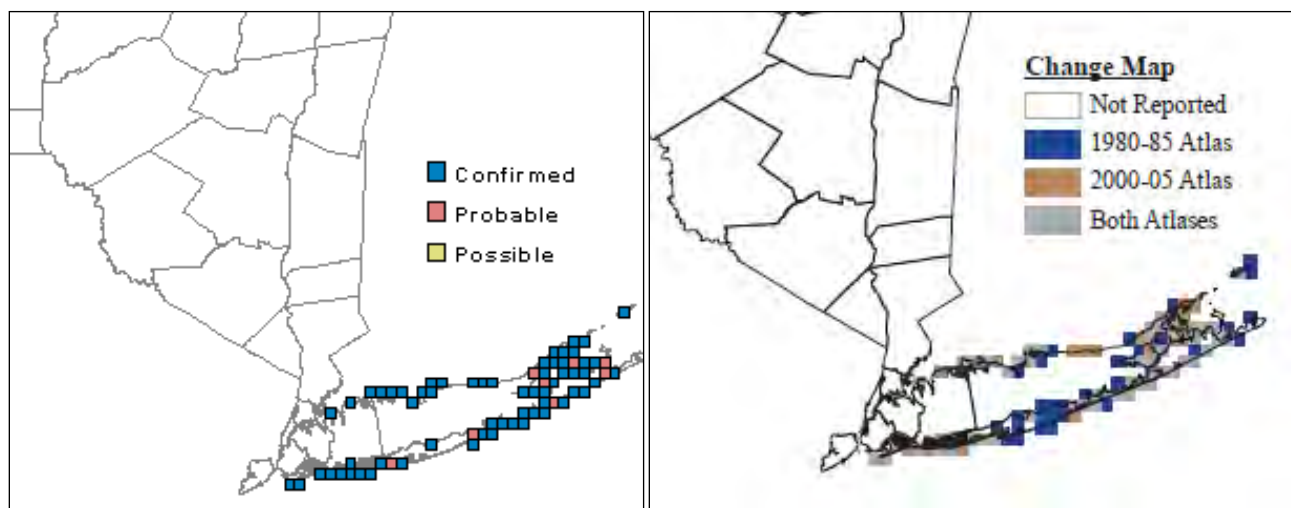 Confirmed
Probable
Possible
Change Map
Not Reported
1980-85 Atlas
2000-05 Atlas
Both Atlases